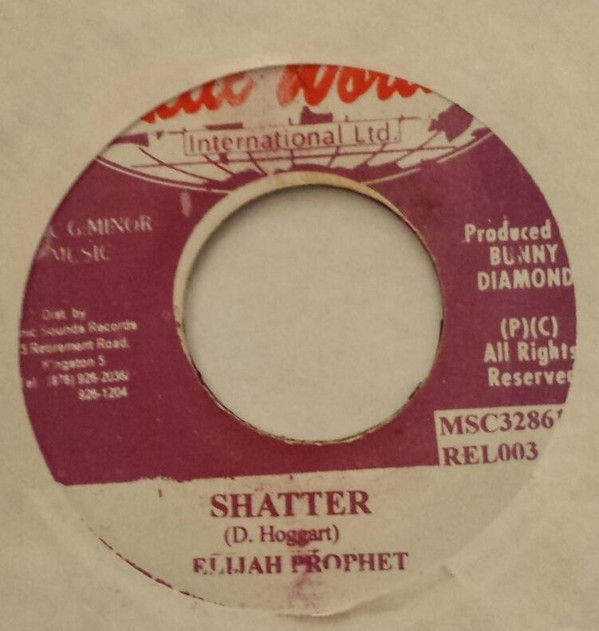 International Ltd.
C.G:MINOR
MUSIC
Produced
BUNNY
DIAMOND
Dist. by
Sounds Records
Retirement Road,
Kingston 5
(876) 926-2036/
926-1204
(P)(C)
All Rights
Reserved
MSC32861
REL003
SHATTER
(D. Hoggart)
ELIJAH PROPHET